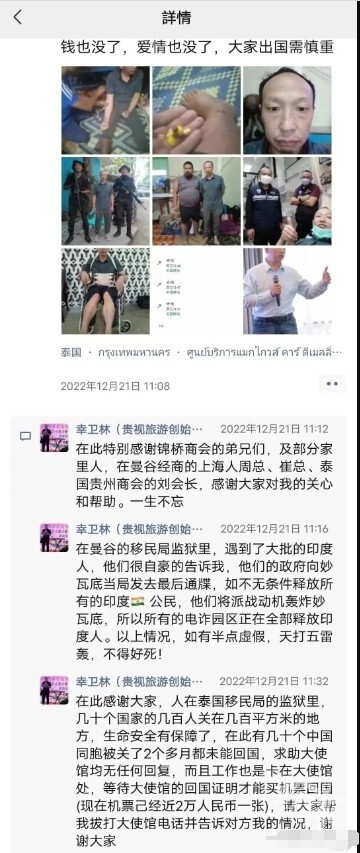 詳情
钱也没了，爱情也没了，大家出国需慎重
泰国 · กรุงเทพมหานคร · ศูนย์บริการแมกไกวส์ คาร์ ดีเทลลิ่…
2022年12月21日 11:08
幸卫林（贵视旅游创始… 2022年12月21日 11:12
在此特别感谢锦桥商会的弟兄们，及部分家
里人，在曼谷经商的上海人周总、崔总、泰
国贵州商会的刘会长，感谢大家对我的关心
和帮助。一生不忘
幸卫林（贵视旅游创始… 2022年12月21日 11:16
在曼谷的移民局监狱里，遇到了大批的印度
人，他们很自豪的告诉我，他们的政府向妙
瓦底当局发去最后通牒，如不无条件释放所
有的印度🇮🇳 公民，他们将派战动机轰炸妙
瓦底，所以所有的电诈园区正在全部释放印
度人。以上情况，如有半点虚假，天打五雷
轰，不得好死!
幸卫林（贵视旅游创始… 2022年12月21日 11:32
在此感谢大家，人在泰国移民局的监狱里，
几十个国家的几百人关在几百平方米的地
方，生命安全有保障了，在此有几十个中国
同胞被关了2个多月都未能回国，求助大使
馆均无任何回复，而且工作也是卡在大使馆
处，等待大使馆的回国证明才能买机票回国
(现在机票己经近2万人民币一张)，请大家帮
我拔打大使馆电话并告诉对方我的情况，谢
谢大家